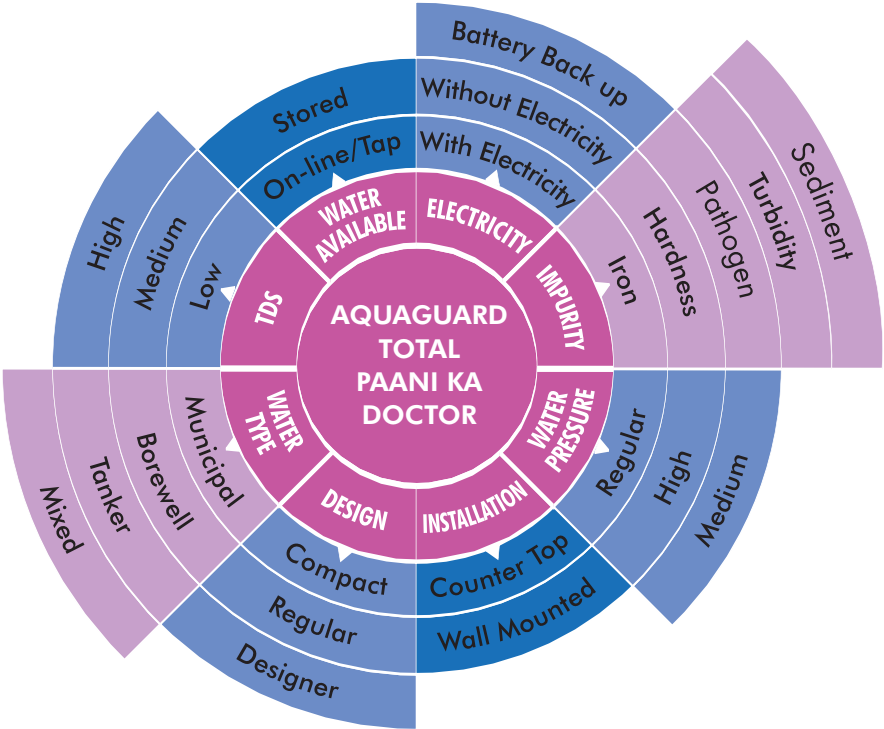 AQUAGUARD
TOTAL
PAANI KA
DOCTOR
ELECTRICITY
With Electricity
Without Electricity
Battery Back up
IMPURITY
Iron
Hardness
Pathogen
Turbidity
Sediment
WATER
PRESSURE
Regular
High
Medium
INSTALLATION
Counter Top
Wall Mounted
DESIGN
Compact
Regular
Designer
WATER
TYPE
Municipal
Borewell
Tanker
Mixed
TDS
Low
Medium
High
WATER
AVAILABLE
On-line/Tap
Stored